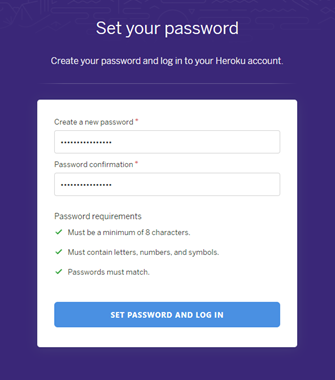 Set your password
Create your password and log in to your Heroku account.
Create a new password *
••••••••••••••••
Password confirmation *
••••••••••••••••
Password requirements
✓ Must be a minimum of 8 characters.
✓ Must contain letters, numbers, and symbols.
✓ Passwords must match.
SET PASSWORD AND LOG IN